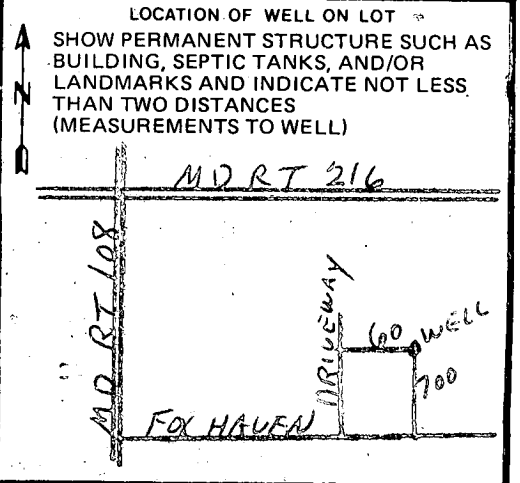 LOCATION OF WELL ON LOT
SHOW PERMANENT STRUCTURE SUCH AS
BUILDING, SEPTIC TANKS, AND/OR
LANDMARKS AND INDICATE NOT LESS
THAN TWO DISTANCES
(MEASUREMENTS TO WELL)
N
MD RT 216
MD RT 108
DRIVEWAY
60
WELL
700
FOX HAVEN